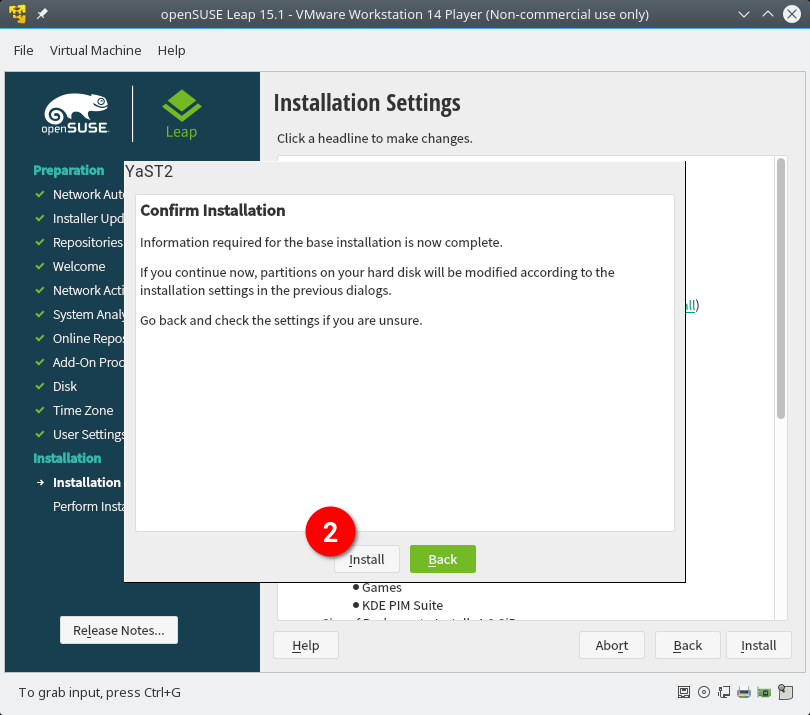 openSUSE Leap 15.1 - VMware Workstation 14 Player (Non-commercial use only)
File Virtual Machine Help
openSUSE
Leap
Installation Settings
Click a headline to make changes.
Preparation
Network Aut
Installer Upd
Repositories
Welcome
Network Acti
System Analy
Online Repos
Add-On Prod
Disk
Time Zone
User Settings
Installation
Installation
Perform Insta
Release Notes...
YaST2
Confirm Installation
Information required for the base installation is now complete.
If you continue now, partitions on your hard disk will be modified according to the
installation settings in the previous dialogs.
Go back and check the settings if you are unsure.
2
Install Back
all)
Games
KDE PIM Suite
Help Abort Back Install
To grab input, press Ctrl+G